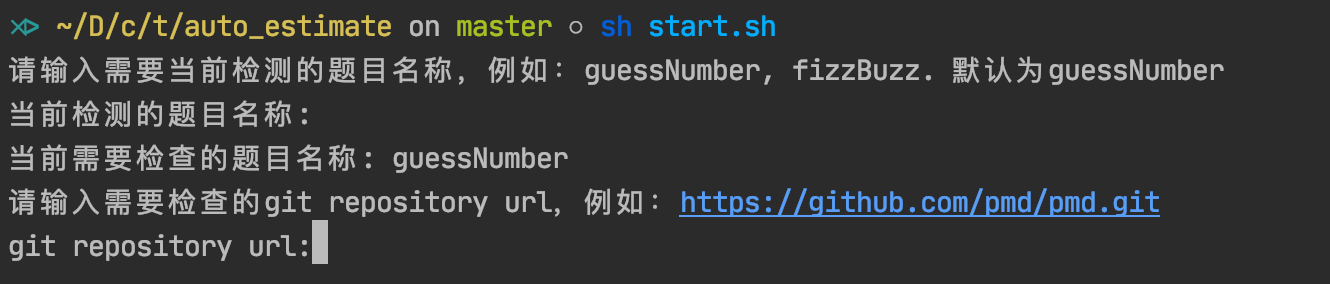 ~/D/c/t/auto_estimate on master ○ sh start.sh
请输入需要当前检测的题目名称，例如：guessNumber, fizzBuzz. 默认为guessNumber
当前检测的题目名称:
当前需要检查的题目名称: guessNumber
请输入需要检查的git repository url，例如：https://github.com/pmd/pmd.git
git repository url: